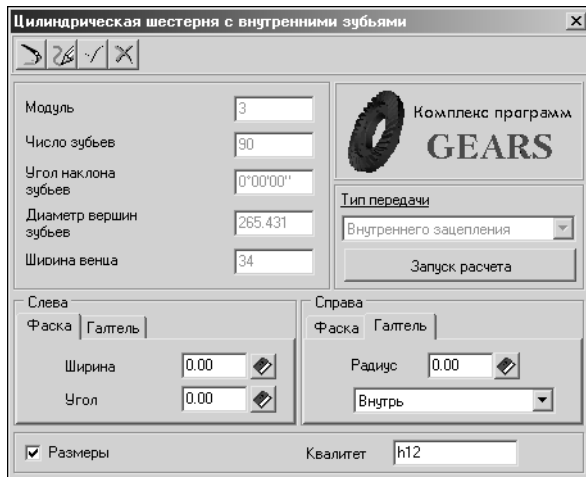 Цилиндрическая шестерня с внутренними зубьями
Модуль 3
Число зубьев 90
Угол наклона
зубьев 0°00'00''
Диаметр вершин
зубьев 265.431
Ширина венца 34
Комплекс программ
GEARS
Тип передачи
Внутреннего зацепления
Запуск расчета
Слева
Фаска Галтель
Ширина 0.00
Угол 0.00
Справа
Фаска Галтель
Радиус 0.00
Внутрь
Размеры
Квалитет h12